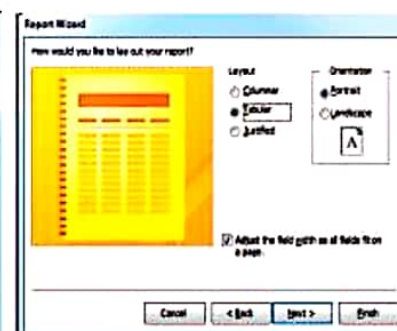 Report Wizard
How would you like to lay out your report?
Layout
Orientation
Columnar
Portrait
Tabular
Landscape
Justified
A
Adjust the field width so all fields fit on
a page.
Cancel
< Back
Next >
Finish